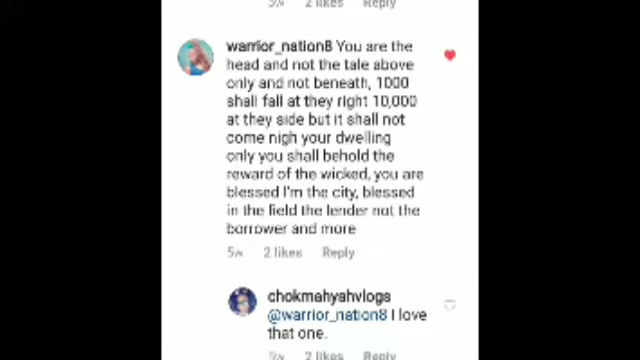 5w 2 likes Reply
warrior_nation8 You are the
head and not the tale above
only and not beneath, 1000
shall fall at they right 10,000
at they side but it shall not
come nigh your dwelling
only you shall behold the
reward of the wicked, you are
blessed I'm the city, blessed
in the field the lender not the
borrower and more
5w 2 likes Reply
chokmahyahvlogs
@warrior_nation8 I love
that one.
5w 2 likes Reply